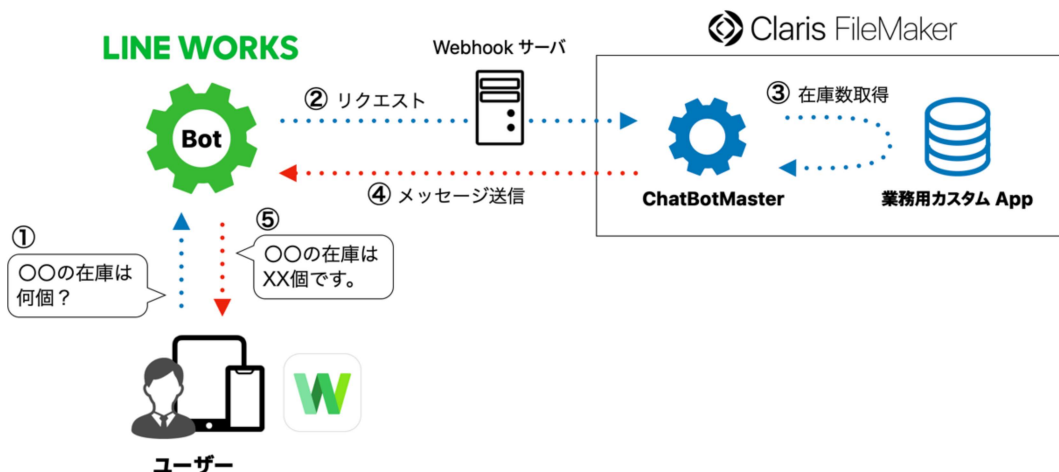 LINE WORKS
Webhook サーバ
Claris FileMaker
Bot
② リクエスト
③ 在庫数取得
④ メッセージ送信
ChatBotMaster
業務用カスタム App
①
〇〇の在庫は
何個？
⑤
〇〇の在庫は
XX個です。
W
ユーザー